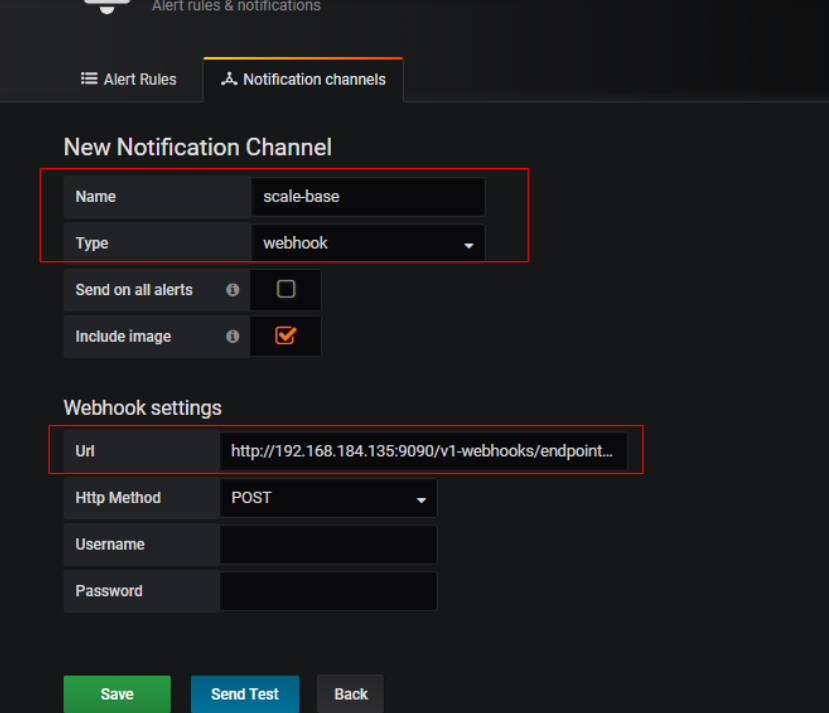 Alert rules & notifications
Alert Rules
Notification channels
New Notification Channel
Name scale-base
Type webhook
Send on all alerts
Include image
Webhook settings
Url http://192.168.184.135:9090/v1-webhooks/endpoint...
Http Method POST
Username
Password
Save Send Test Back